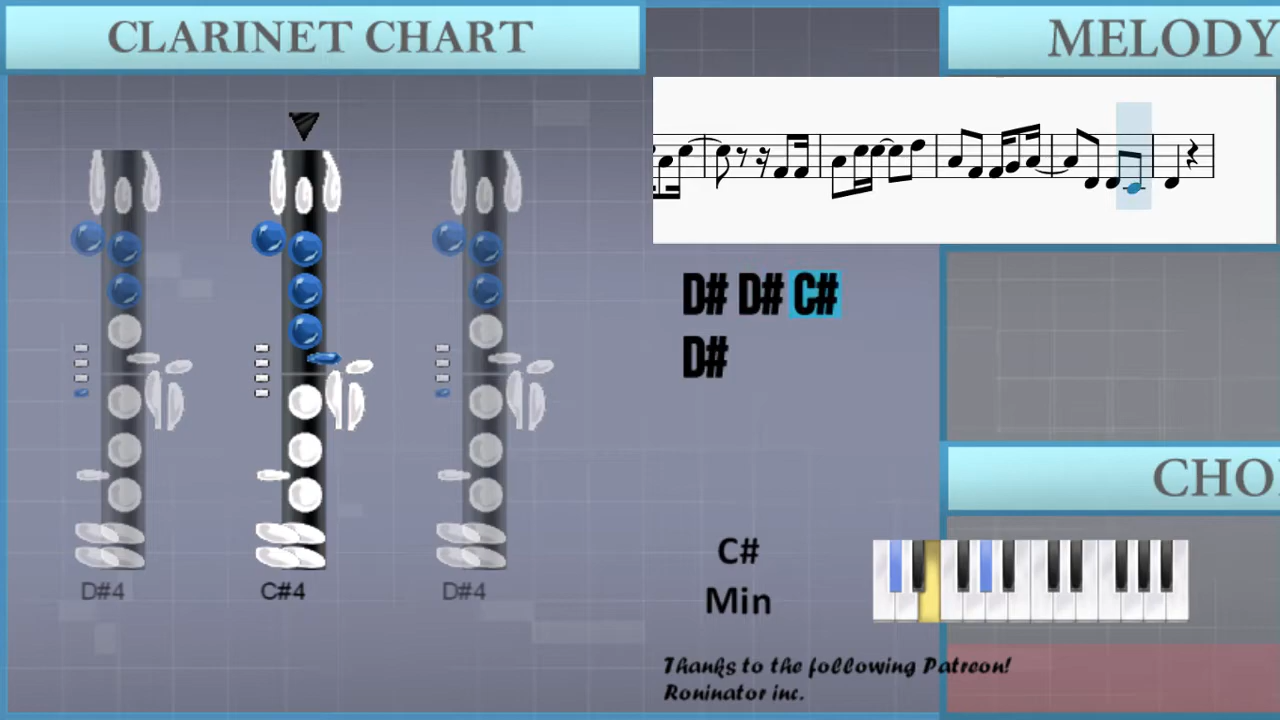 CLARINET CHART
MELODY
D# D# C#
D#
D#4
C#4
D#4
CHO
C#
Min
Thanks to the following Patreon!
Roninator inc.